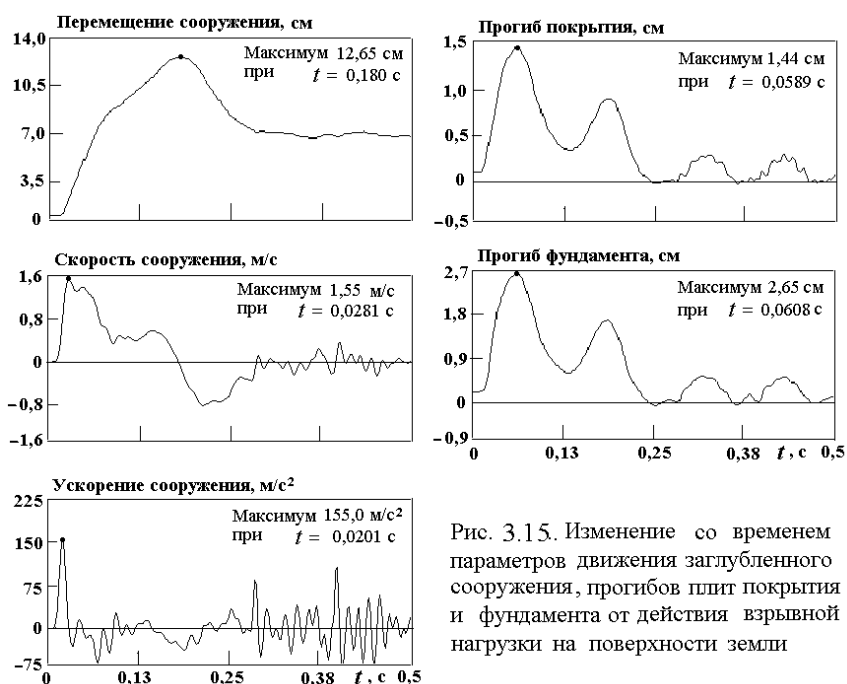 Перемещение сооружения, см
14,0
10,5
7,0
3,5
0
Максимум 12,65 см
при t = 0,180 с
Скорость сооружения, м/с
1,6
0,8
0
-0,8
-1,6
Максимум 1,55 м/с
при t = 0,0281 с
Ускорение сооружения, м/с²
225
150
75
0
-75
Максимум 155,0 м/с²
при t = 0,0201 с
0 0,13 0,25 0,38 t, с 0,5
Прогиб покрытия, см
1,5
1,0
0,5
0
-0,5
Максимум 1,44 см
при t = 0,0589 с
Прогиб фундамента, см
2,7
1,8
0,9
0
-0,9
Максимум 2,65 см
при t = 0,0608 с
0 0,13 0,25 0,38 t, с 0,5
Рис. 3.15.. Изменение со временем
параметров движения заглубленного
сооружения, прогибов плит покрытия
и фундамента от действия взрывной
нагрузки на поверхности земли